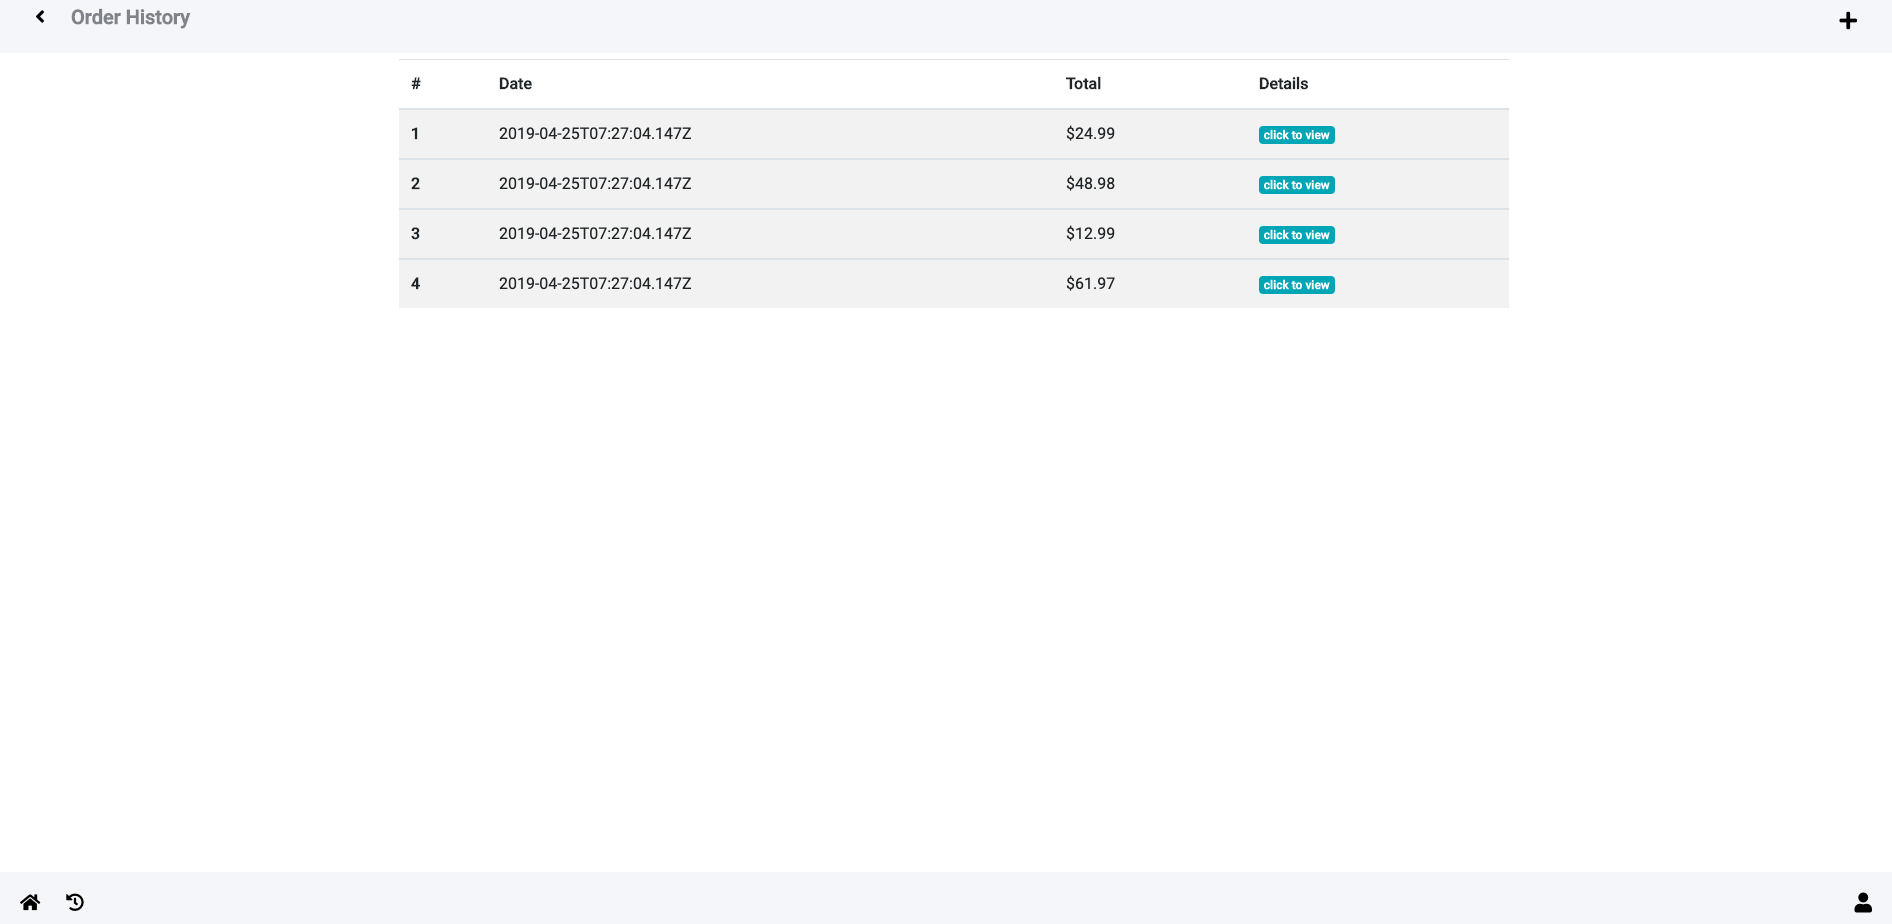 Order History
# Date Total Details
1 2019-04-25T07:27:04.147Z $24.99 click to view
2 2019-04-25T07:27:04.147Z $48.98 click to view
3 2019-04-25T07:27:04.147Z $12.99 click to view
4 2019-04-25T07:27:04.147Z $61.97 click to view